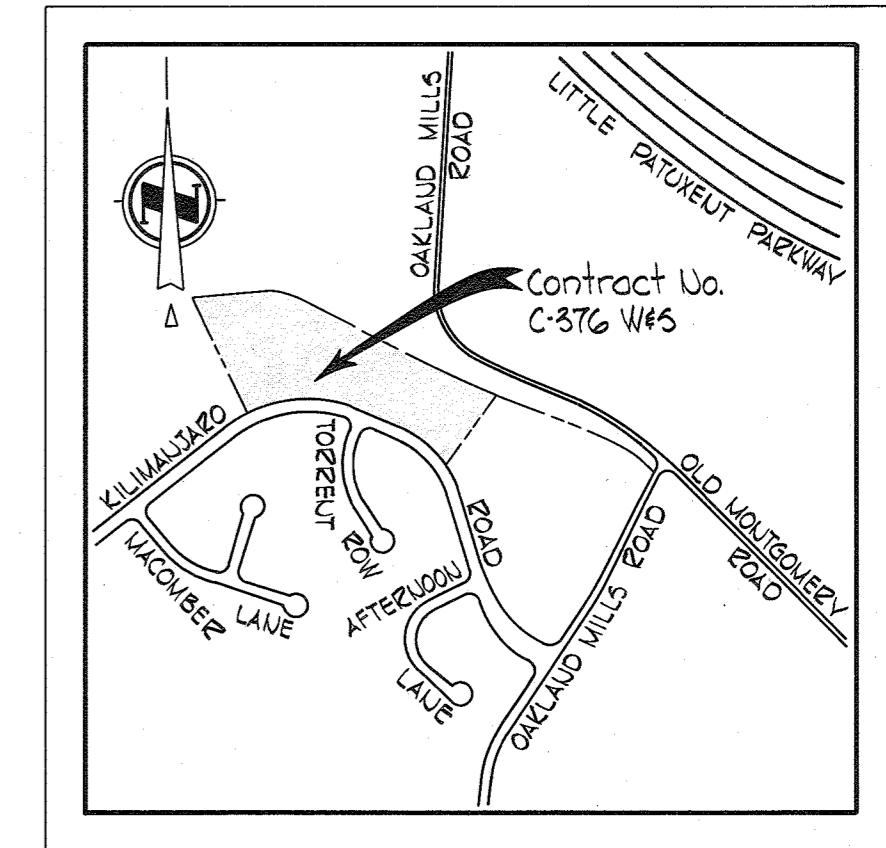 OAKLAND MILLS
ROAD
LITTLE PATUXENT PARKWAY
N
Contract No.
C-376 W&S
KILIMANJARO
ROAD
TORRENT
ROW
MACOMBER
LANE
AFTERNOON
LANE
OAKLAND MILLS ROAD
OLD MONTGOMERY
ROAD